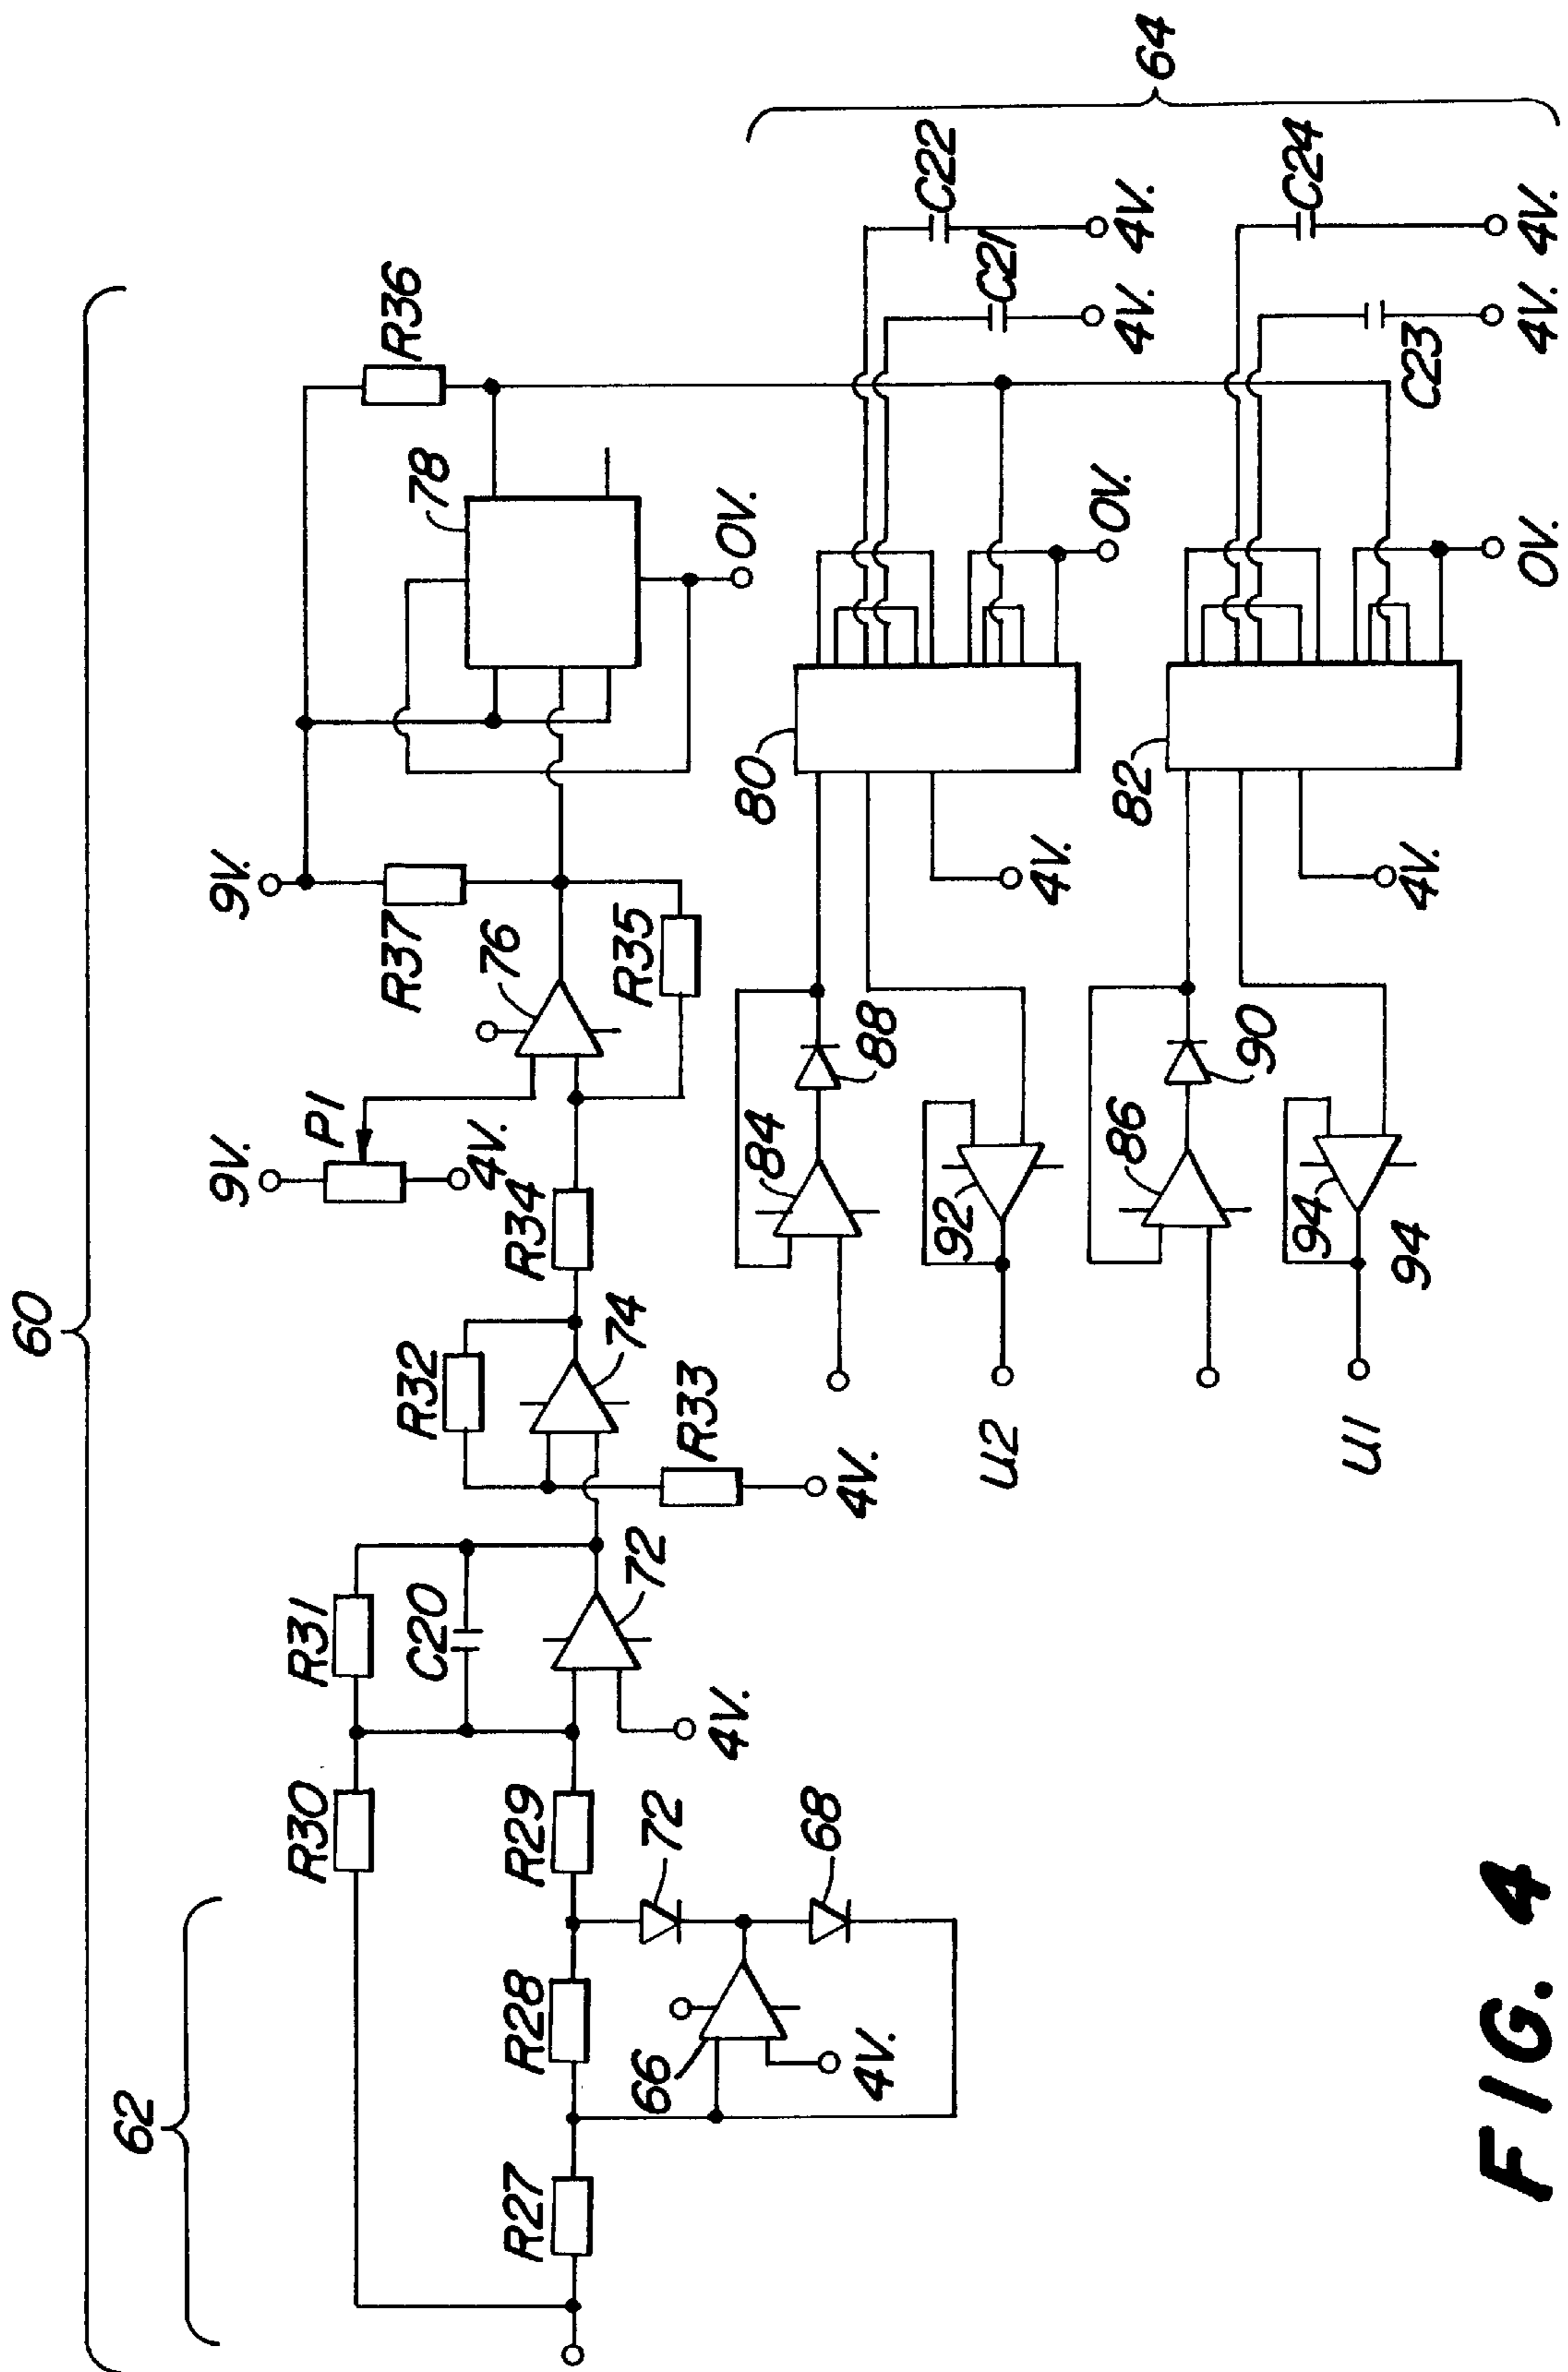 60
62
64
R30
R31
C20
R27
R28
R29
72
68
66
4V.
4V.
72
R32
74
R33
4V.
R34
9V.
P1
4V.
76
R35
9V.
R37
78
R36
0V.
84
88
80
92
U2
4V.
0V.
C21
C22
4V.
4V.
86
90
82
94
94
U1
4V.
0V.
C23
C24
4V.
4V.
FIG. 4